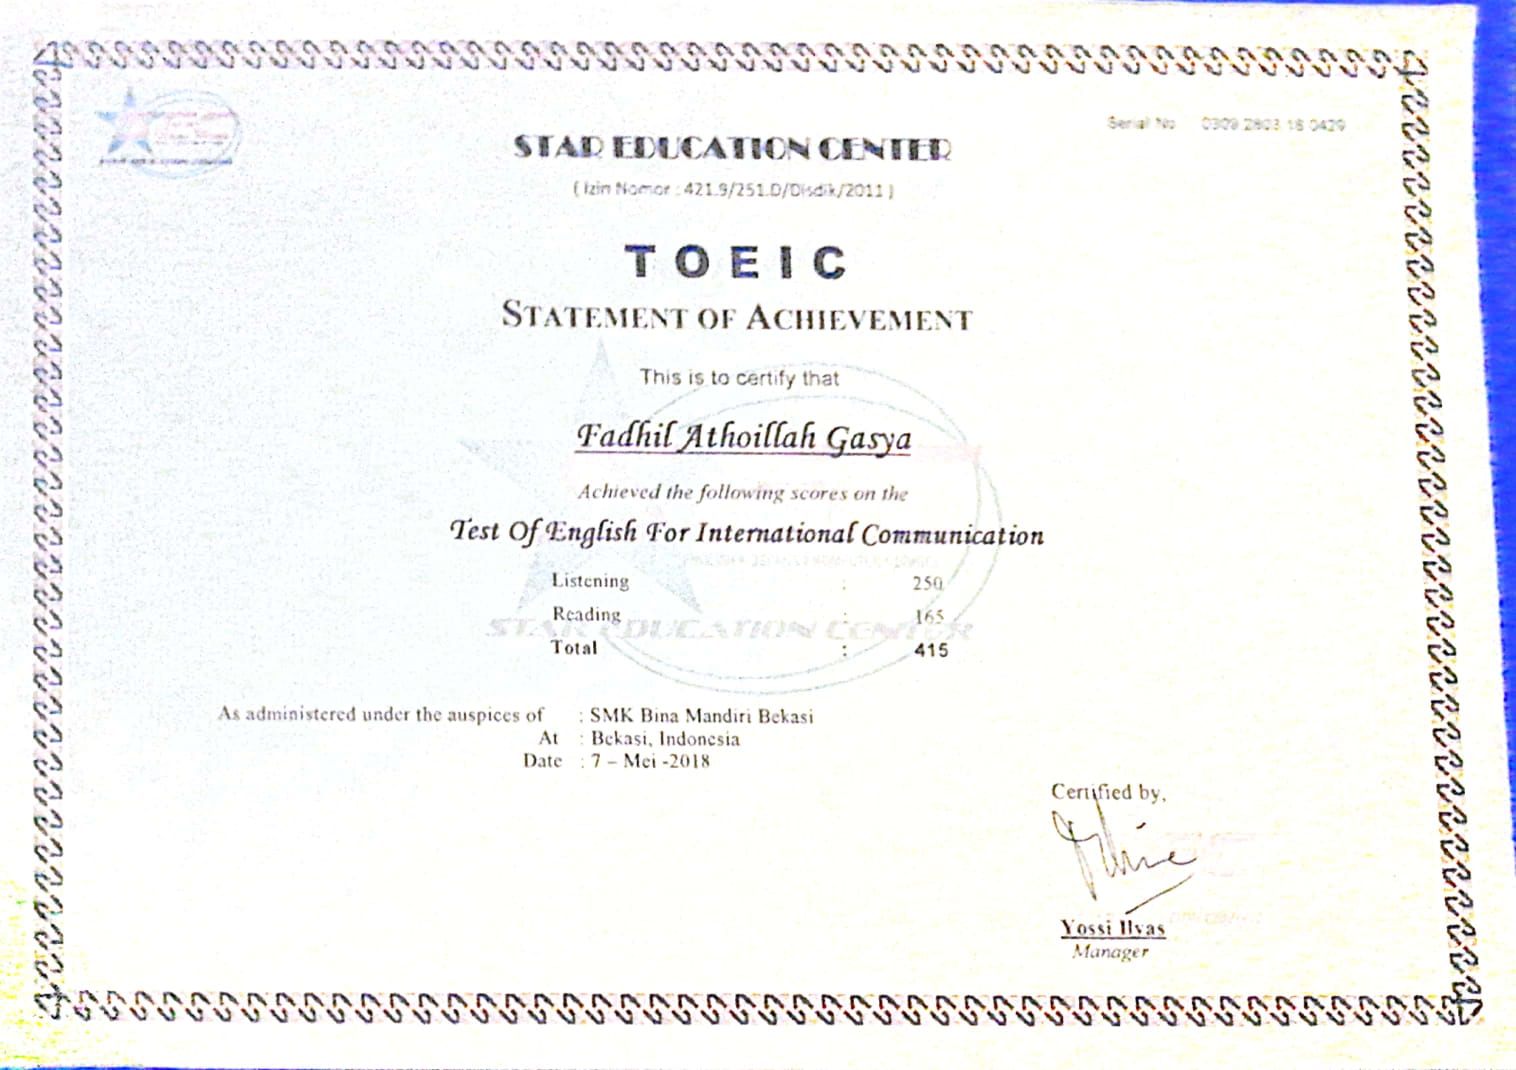 Serial No 0309 2803 18 0429
STAR EDUCATION CENTER
( Izin Nomor : 421.9/251.D/Disdik/2011 )
TOEIC
STATEMENT OF ACHIEVEMENT
This is to certify that
Fadhil Athoillah Gasya
Achieved the following scores on the
Test Of English For International Communication
Listening : 250
Reading : 165
STAR EDUCATION CENTER
Total : 415
As administered under the auspices of : SMK Bina Mandiri Bekasi
At : Bekasi, Indonesia
Date : 7 – Mei -2018
Certified by,
Yossi Ilyas
Manager